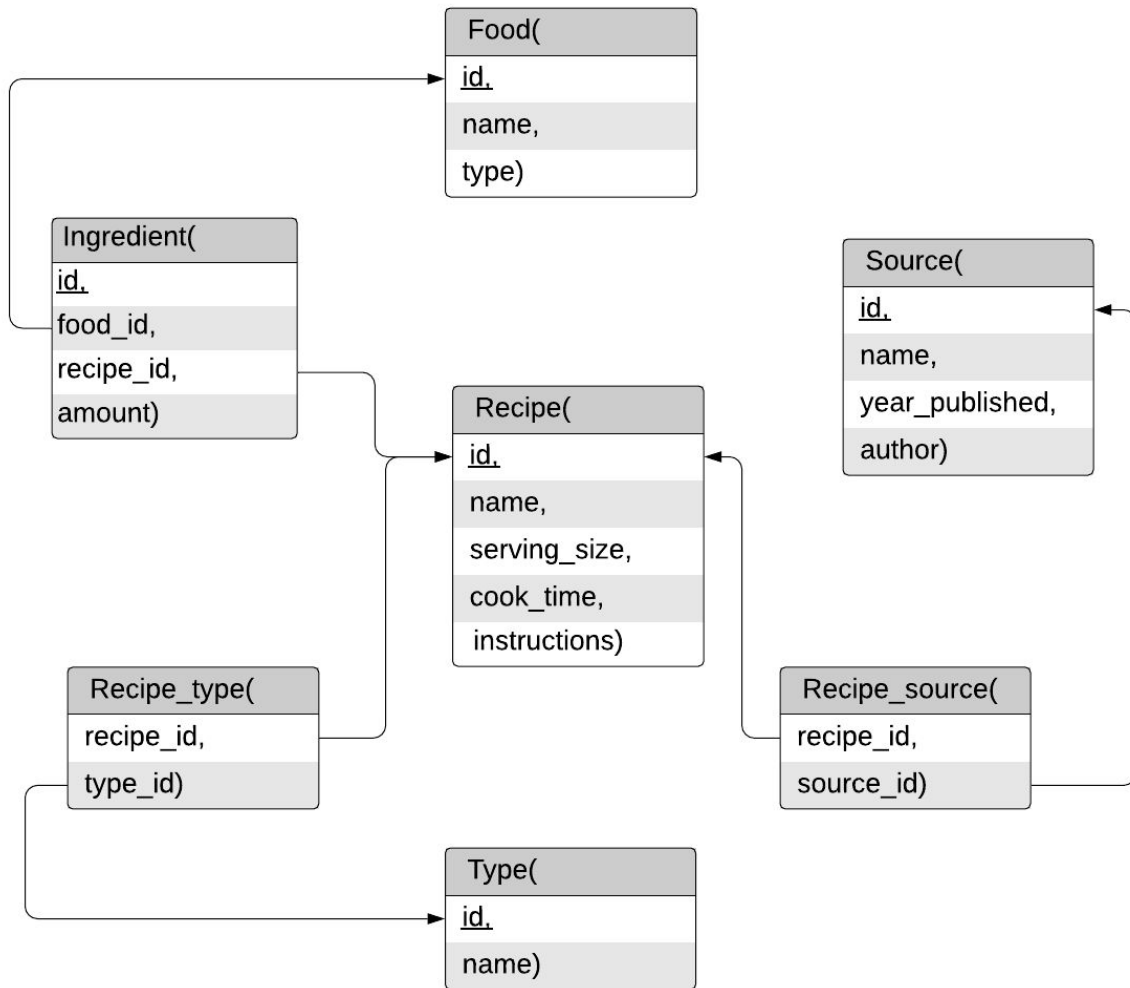 Food(
id,
name,
type)
Ingredient(
id,
food_id,
recipe_id,
amount)
Source(
id,
name,
year_published,
author)
Recipe(
id,
name,
serving_size,
cook_time,
instructions)
Recipe_type(
recipe_id,
type_id)
Recipe_source(
recipe_id,
source_id)
Type(
id,
name)